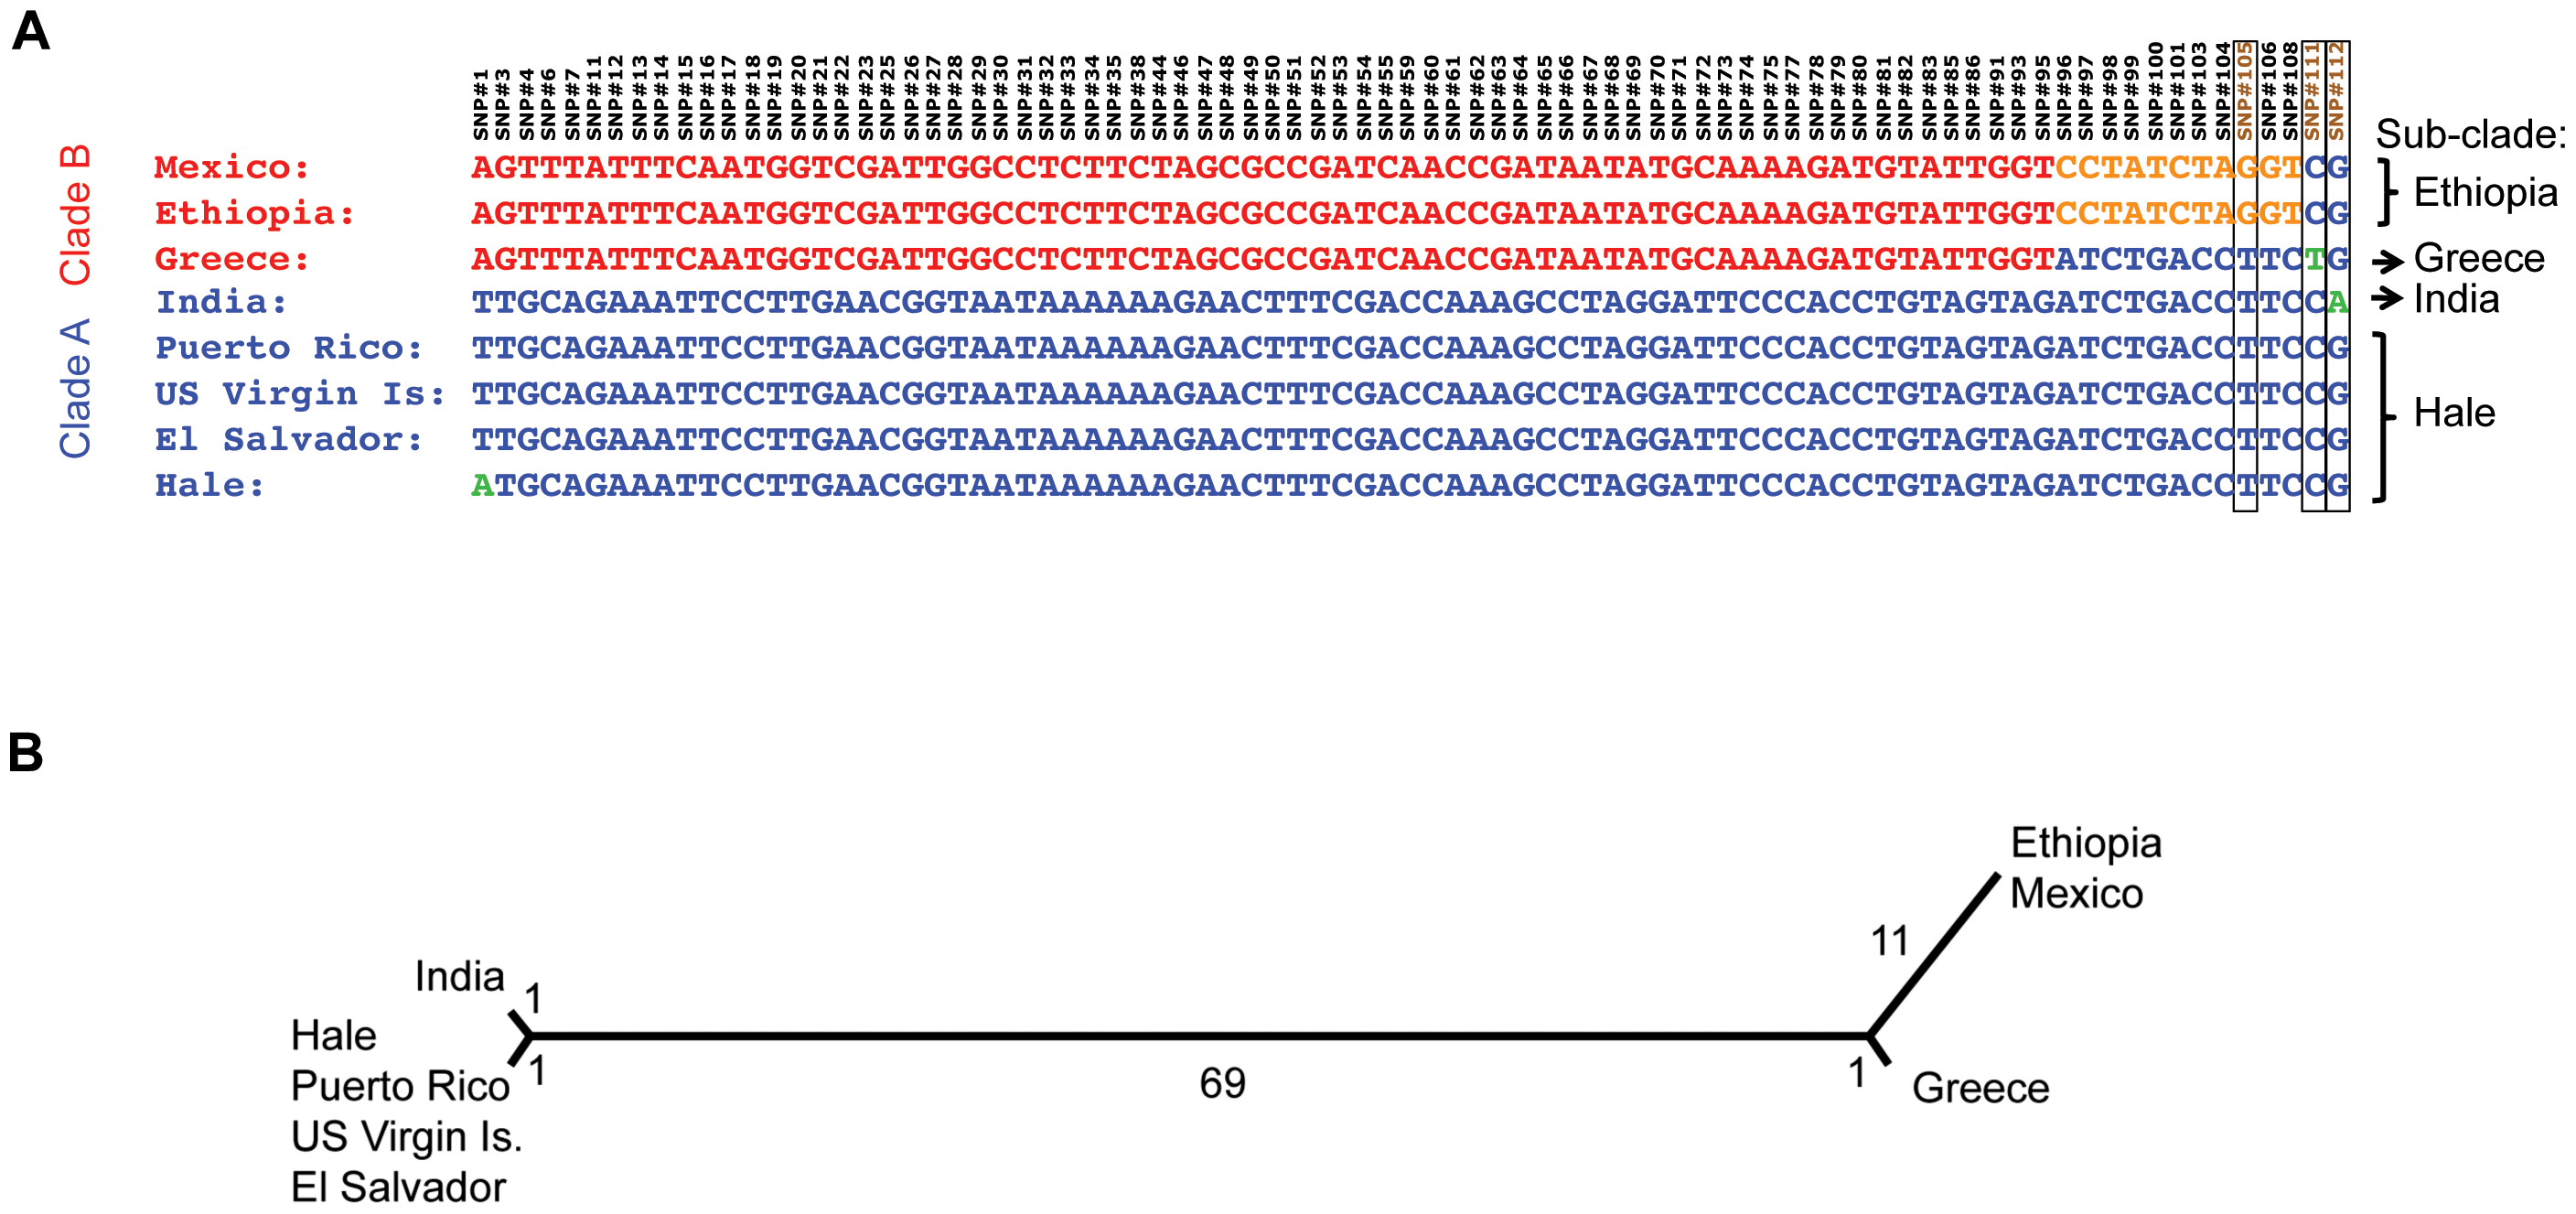 A
SNP#1 SNP#3 SNP#4 SNP#6 SNP#7 SNP#11 SNP#12 SNP#13 SNP#14 SNP#15 SNP#16 SNP#17 SNP#18 SNP#19 SNP#20 SNP#21 SNP#22 SNP#23 SNP#25 SNP#26 SNP#27 SNP#28 SNP#29 SNP#30 SNP#31 SNP#32 SNP#33 SNP#34 SNP#35 SNP#38 SNP#44 SNP#46 SNP#47 SNP#48 SNP#49 SNP#50 SNP#51 SNP#52 SNP#53 SNP#54 SNP#55 SNP#59 SNP#60 SNP#61 SNP#62 SNP#63 SNP#64 SNP#65 SNP#66 SNP#67 SNP#68 SNP#69 SNP#70 SNP#71 SNP#72 SNP#73 SNP#74 SNP#75 SNP#77 SNP#78 SNP#79 SNP#80 SNP#81 SNP#82 SNP#83 SNP#85 SNP#86 SNP#91 SNP#93 SNP#95 SNP#96 SNP#97 SNP#98 SNP#99 SNP#100 SNP#101 SNP#103 SNP#104 SNP#105 SNP#106 SNP#108 SNP#111 SNP#112
Sub-clade:
Clade B
Mexico: AGTTTATTTCAATGGTCGATTGGCCTCTTCTAGCGCCGATCAACCGATAATATGCAAAAGATGTATTGGTCCTATCTAGGTCG
Ethiopia: AGTTTATTTCAATGGTCGATTGGCCTCTTCTAGCGCCGATCAACCGATAATATGCAAAAGATGTATTGGTCCTATCTAGGTCG
Ethiopia
Greece: AGTTTATTTCAATGGTCGATTGGCCTCTTCTAGCGCCGATCAACCGATAATATGCAAAAGATGTATTGGTATCTGACCTTCTG
Greece
Clade A
India: TTGCAGAAATTCCTTGAACGGTAATAAAAAAGAACTTTCGACCAAAGCCTAGGATTCCCACCTGTAGTAGATCTGACCTTCCA
India
Puerto Rico: TTGCAGAAATTCCTTGAACGGTAATAAAAAAGAACTTTCGACCAAAGCCTAGGATTCCCACCTGTAGTAGATCTGACCTTCCG
US Virgin Is: TTGCAGAAATTCCTTGAACGGTAATAAAAAAGAACTTTCGACCAAAGCCTAGGATTCCCACCTGTAGTAGATCTGACCTTCCG
El Salvador: TTGCAGAAATTCCTTGAACGGTAATAAAAAAGAACTTTCGACCAAAGCCTAGGATTCCCACCTGTAGTAGATCTGACCTTCCG
Hale: ATGCAGAAATTCCTTGAACGGTAATAAAAAAGAACTTTCGACCAAAGCCTAGGATTCCCACCTGTAGTAGATCTGACCTTCCG
Hale
B
Ethiopia
Mexico
11
India
1
Hale
Puerto Rico
US Virgin Is.
El Salvador
1
69
1
Greece